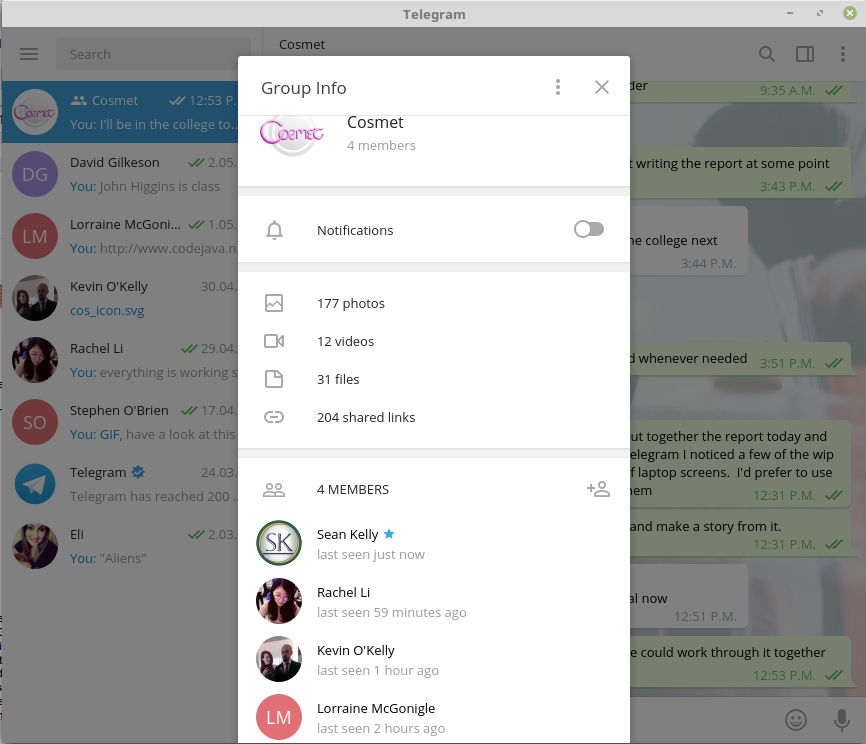 Telegram
Search
Cosmet
Cosmet 12:53 P.
You: I'll be in the college to...
DG
David Gilkeson 2.05.
You: John Higgins is class
LM
Lorraine McGoni... 1.05.
You: http://www.codejava.n
Kevin O'Kelly 30.04.
cos_icon.svg
Rachel Li 29.04.
You: everything is working s
SO
Stephen O'Brien 17.04.
You: GIF, have a look at this
Telegram 24.03.
Telegram has reached 200 ...
Eli 2.03.
You: "Aliens"
Group Info
Cosmet
Cosmet
4 members
Notifications
177 photos
12 videos
31 files
204 shared links
4 MEMBERS
SK
Sean Kelly
last seen just now
Rachel Li
last seen 59 minutes ago
Kevin O'Kelly
last seen 1 hour ago
LM
Lorraine McGonigle
last seen 2 hours ago
der
9:35 A.M.
t writing the report at some point
3:43 P.M.
he college next
3:44 P.M.
d whenever needed 3:51 P.M.
ut together the report today and
elegram I noticed a few of the wip
f laptop screens. I'd prefer to use
hem
12:31 P.M.
and make a story from it.
12:31 P.M.
al now
12:51 P.M.
e could work through it together
12:53 P.M.